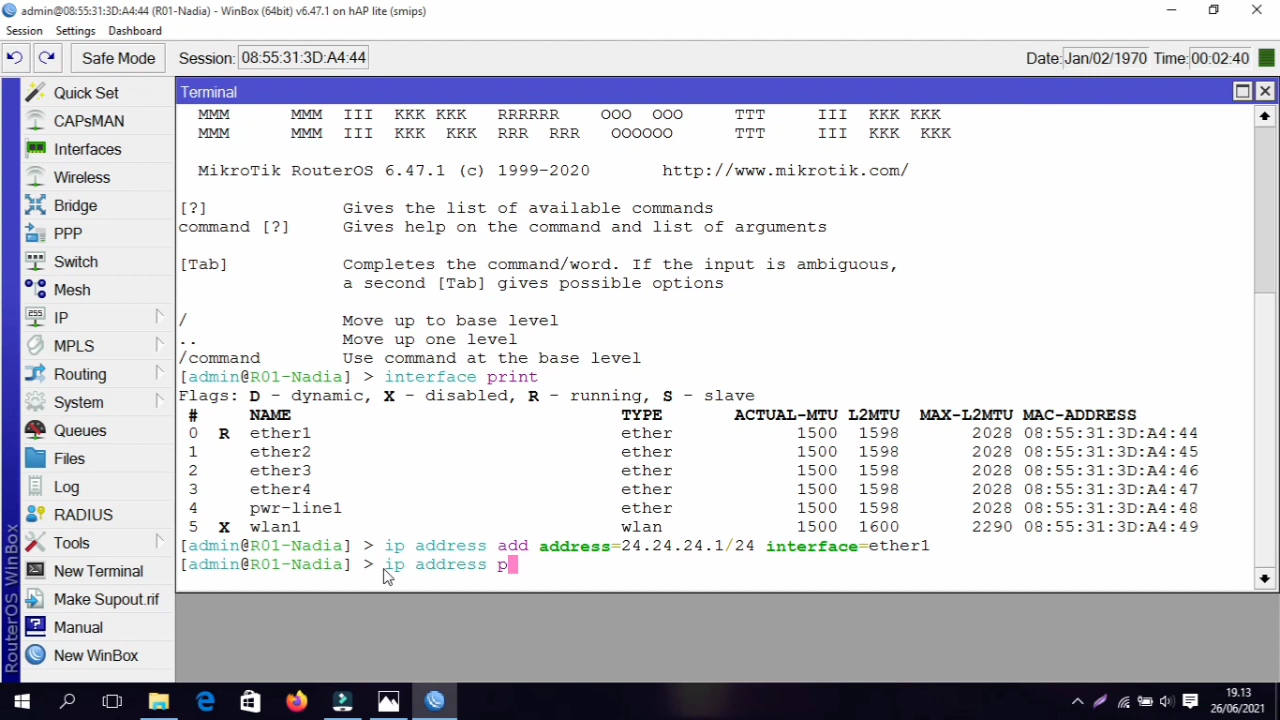 admin@08:55:31:3D:A4:44 (R01-Nadia) - WinBox (64bit) v6.47.1 on hAP lite (smips)
Session Settings Dashboard
Safe Mode Session: 08:55:31:3D:A4:44 Date: Jan/02/1970 Time: 00:02:40
Quick Set
CAPsMAN
Interfaces
Wireless
Bridge
PPP
Switch
Mesh
255
IP
MPLS
Routing
System
Queues
Files
Log
RADIUS
Tools
New Terminal
Make Supout.rif
Manual
New WinBox
RouterOS WinBox
Terminal
MMM MMM III KKK KKK RRRRRR OOO OOO TTT III KKK KKK
MMM MMM III KKK KKK RRR RRR OOOOOO TTT III KKK KKK
MikroTik RouterOS 6.47.1 (c) 1999-2020 http://www.mikrotik.com/
[?] Gives the list of available commands
command [?] Gives help on the command and list of arguments
[Tab] Completes the command/word. If the input is ambiguous,
a second [Tab] gives possible options
/ Move up to base level
.. Move up one level
/command Use command at the base level
[admin@R01-Nadia] > interface print
Flags: D - dynamic, X - disabled, R - running, S - slave
# NAME TYPE ACTUAL-MTU L2MTU MAX-L2MTU MAC-ADDRESS
0 R ether1 ether 1500 1598 2028 08:55:31:3D:A4:44
1 ether2 ether 1500 1598 2028 08:55:31:3D:A4:45
2 ether3 ether 1500 1598 2028 08:55:31:3D:A4:46
3 ether4 ether 1500 1598 2028 08:55:31:3D:A4:47
4 pwr-line1 ether 1500 1598 2028 08:55:31:3D:A4:48
5 X wlan1 wlan 1500 1600 2290 08:55:31:3D:A4:49
[admin@R01-Nadia] > ip address add address=24.24.24.1/24 interface=ether1
[admin@R01-Nadia] > ip address p
19.13
26/06/2021